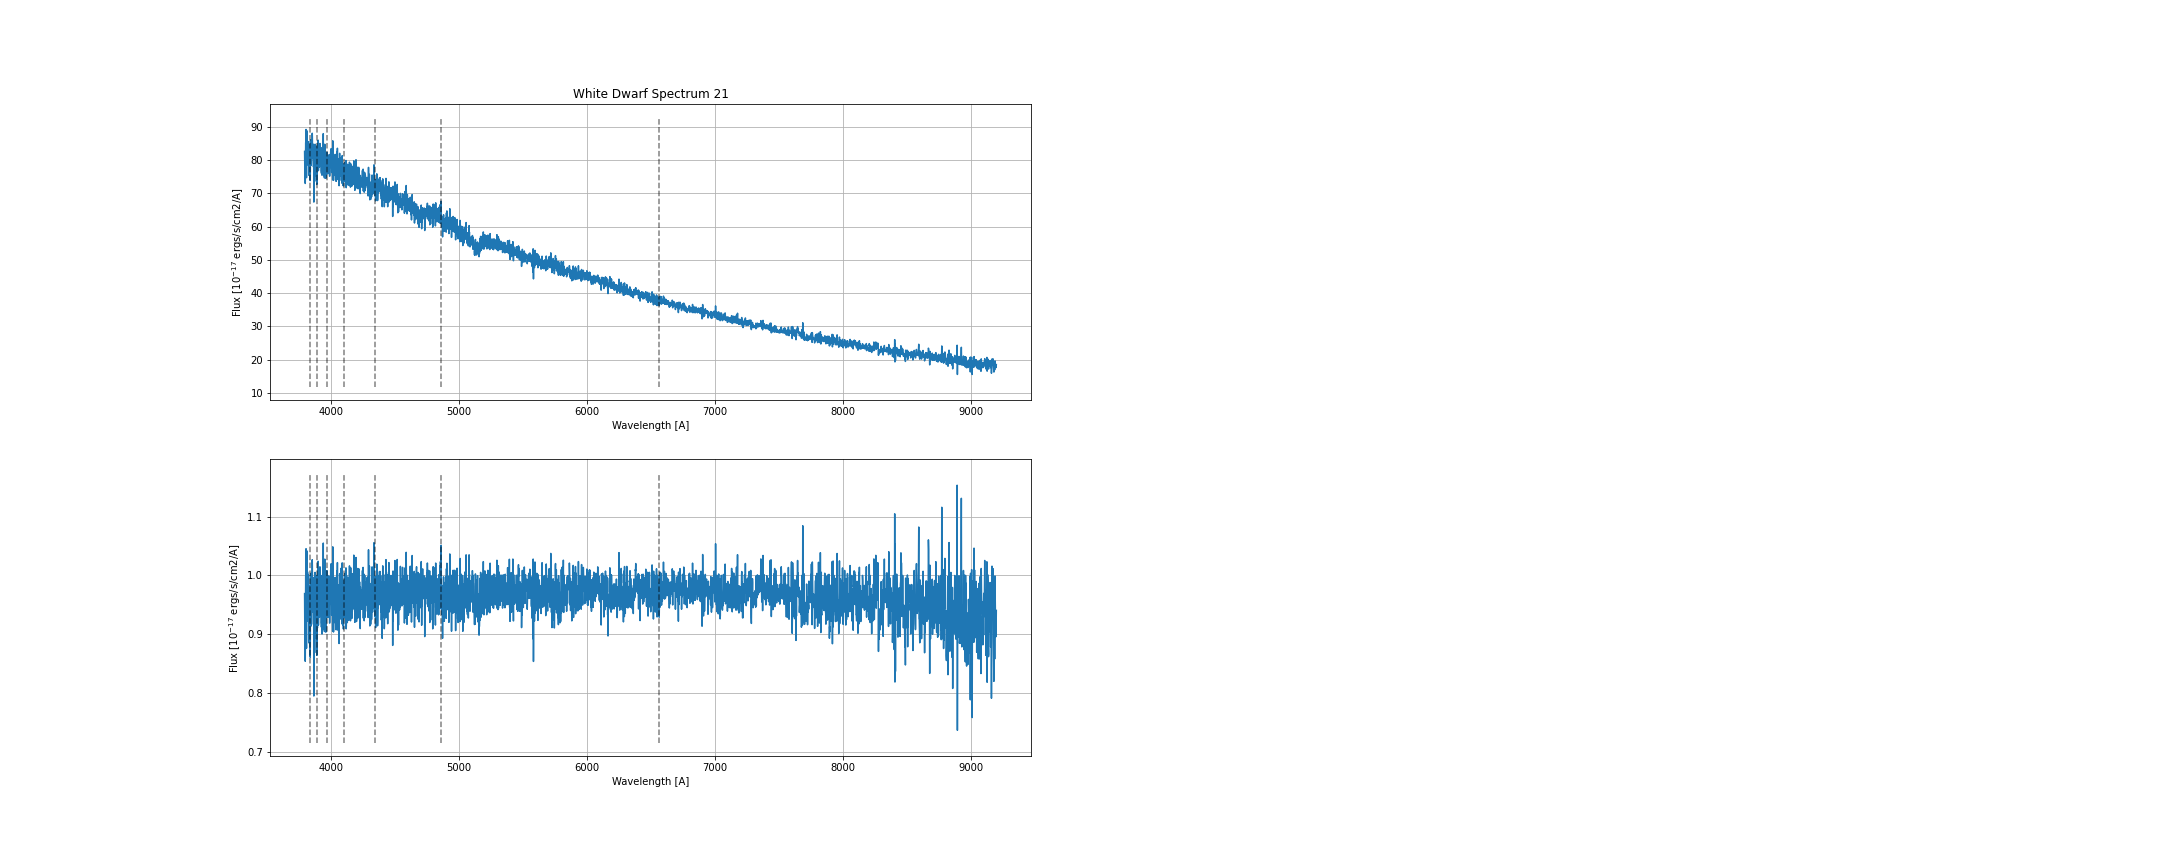 White Dwarf Spectrum 21
Flux [10⁻¹⁷ ergs/s/cm2/A]
90
80
70
60
50
40
30
20
10
4000 5000 6000 7000 8000 9000
Wavelength [A]
Flux [10⁻¹⁷ ergs/s/cm2/A]
1.1
1.0
0.9
0.8
0.7
4000 5000 6000 7000 8000 9000
Wavelength [A]